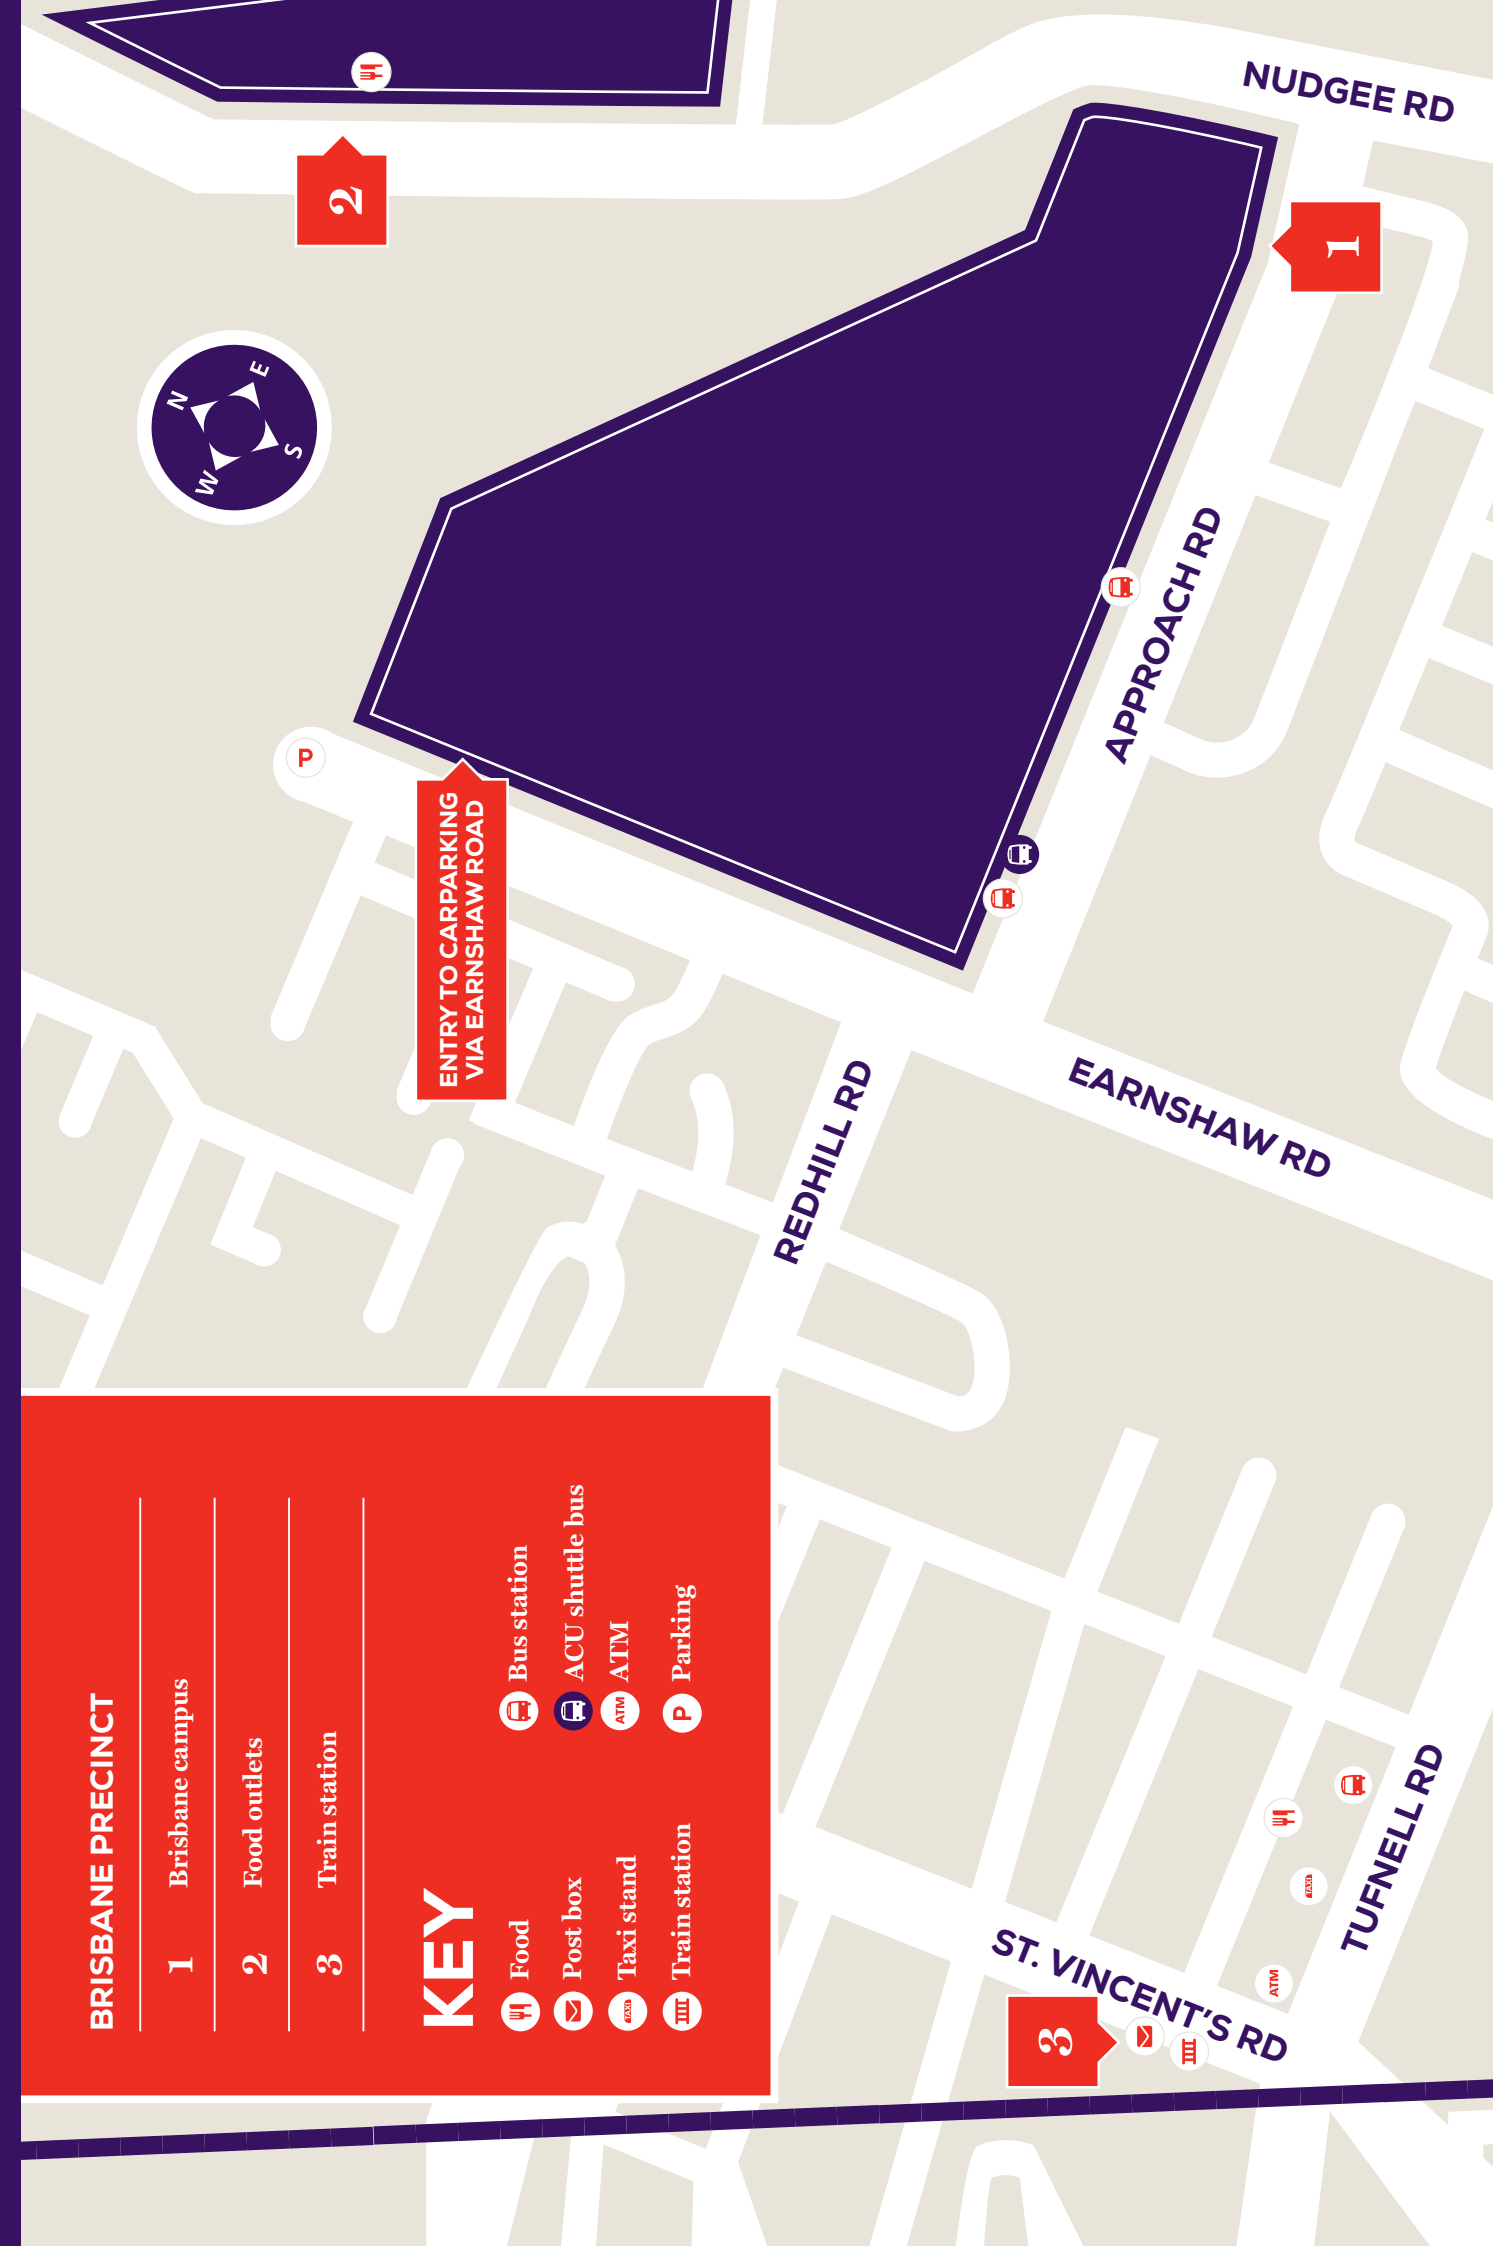 BRISBANE PRECINCT
1 Brisbane campus
2 Food outlets
3 Train station
KEY
Food
Post box
TAXI Taxi stand
Train station
Bus station
ACU shuttle bus
ATM ATM
P Parking
N
E
S
W
2
P
ENTRY TO CARPARKING
VIA EARNSHAW ROAD
1
NUDGEE RD
APPROACH RD
REDHILL RD
EARNSHAW RD
3
ST. VINCENT'S RD
ATM
TAXI
TUFNELL RD